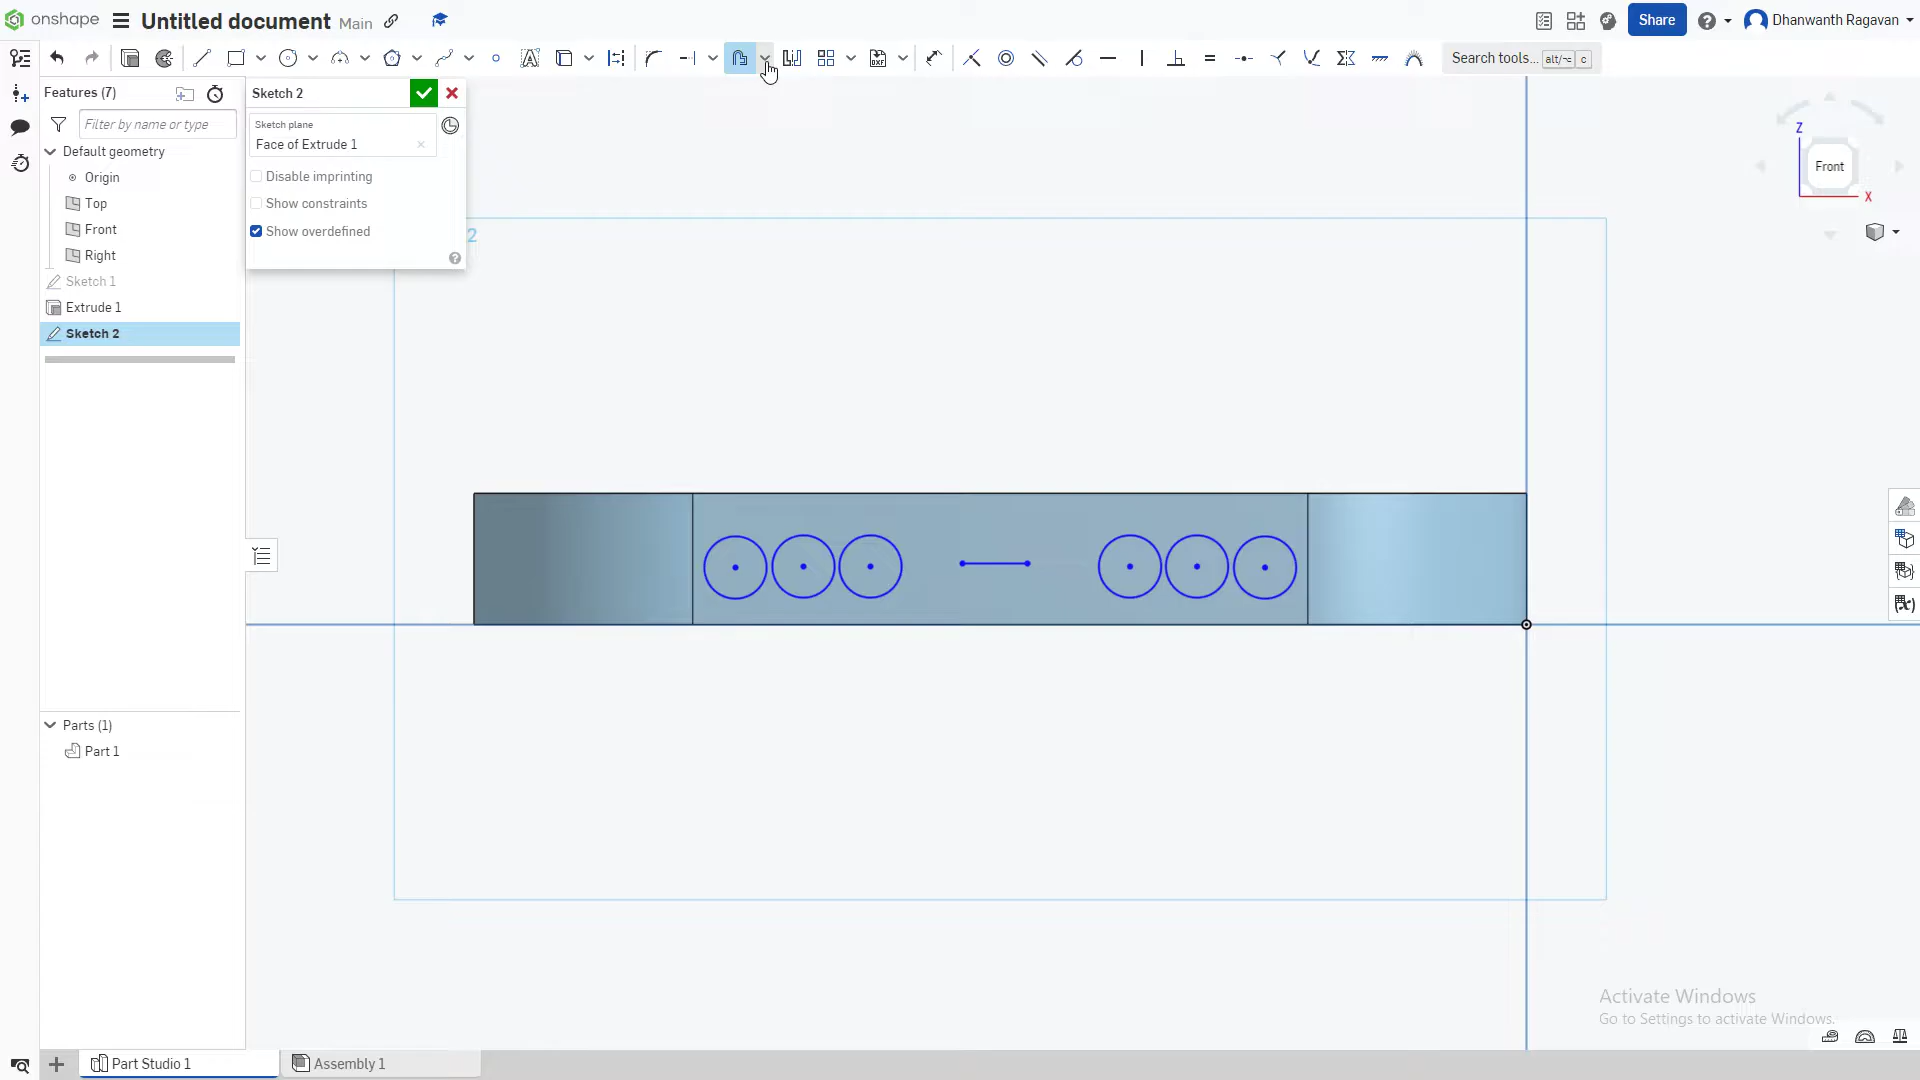 onshape
Untitled document
Main
Share
Dhanwanth Ragavan
Search tools...
alt/⌥
c
Features (7)
Filter by name or type
Default geometry
Origin
Top
Front
Right
Sketch 1
Extrude 1
Sketch 2
Sketch 2
Sketch plane
Face of Extrude 1
Disable imprinting
Show constraints
Show overdefined
2
Z
Front
X
Parts (1)
Part 1
Activate Windows
Go to Settings to activate Windows.
Part Studio 1
Assembly 1